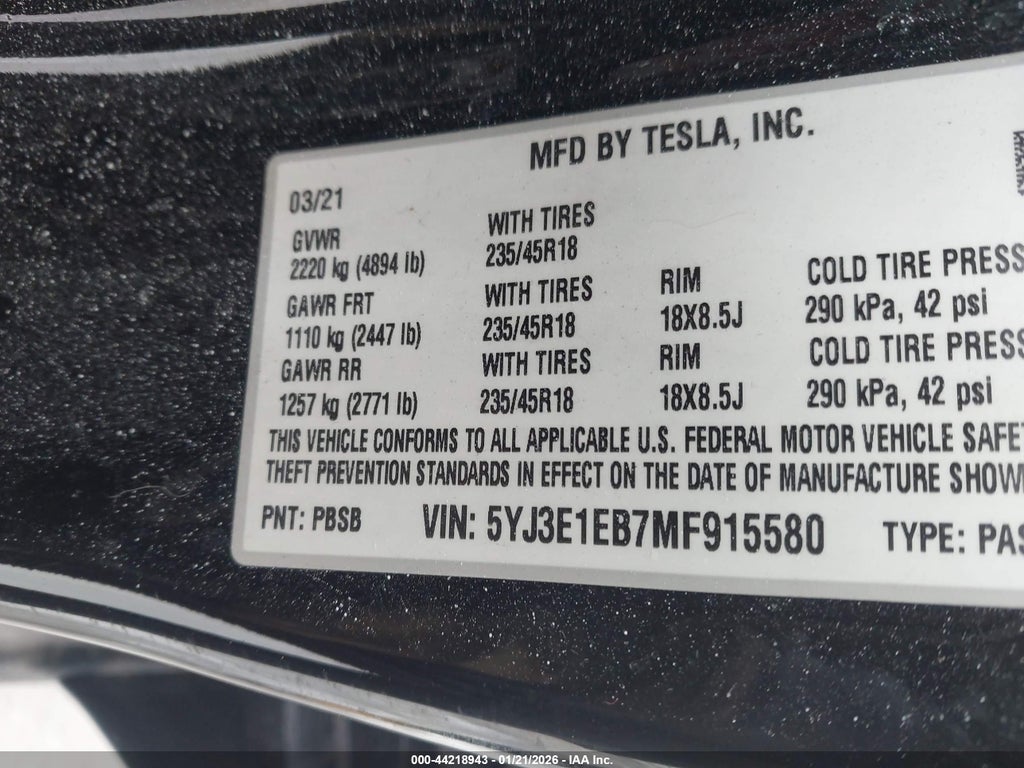 MFD BY TESLA, INC.
03/21
GVWR WITH TIRES
2220 kg (4894 lb) 235/45R18
GAWR FRT WITH TIRES RIM COLD TIRE PRESS
1110 kg (2447 lb) 235/45R18 18X8.5J 290 kPa, 42 psi
GAWR RR WITH TIRES RIM COLD TIRE PRESS
1257 kg (2771 lb) 235/45R18 18X8.5J 290 kPa, 42 psi
THIS VEHICLE CONFORMS TO ALL APPLICABLE U.S. FEDERAL MOTOR VEHICLE SAFET
THEFT PREVENTION STANDARDS IN EFFECT ON THE DATE OF MANUFACTURE SHOWN
PNT: PBSB VIN: 5YJ3E1EB7MF915580 TYPE: PAS
000-44218943 - 01/21/2026 - IAA Inc.